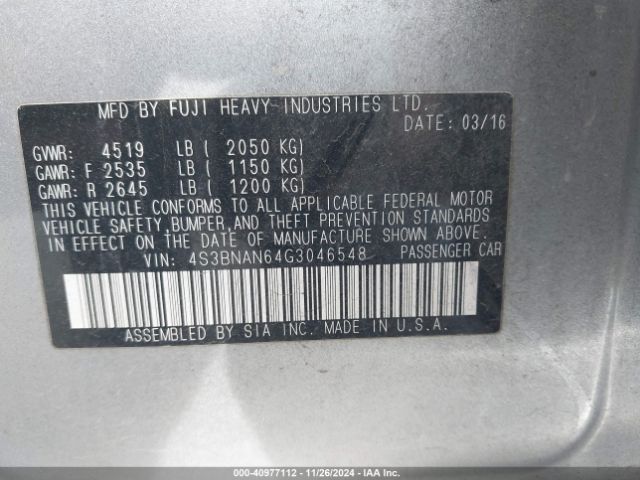 MFD BY FUJI HEAVY INDUSTRIES LTD.
DATE: 03/16
GVWR: 4519 LB ( 2050 KG)
GAWR: F 2535 LB ( 1150 KG)
GAWR: R 2645 LB ( 1200 KG)
THIS VEHICLE CONFORMS TO ALL APPLICABLE FEDERAL MOTOR
VEHICLE SAFETY, BUMPER, AND THEFT PREVENTION STANDARDS
IN EFFECT ON THE DATE OF MANUFACTURE SHOWN ABOVE.
VIN: 4S3BNAN64G3046548 PASSENGER CAR
ASSEMBLED BY SIA INC. MADE IN U.S.A.
000-40977112 - 11/26/2024 - IAA Inc.